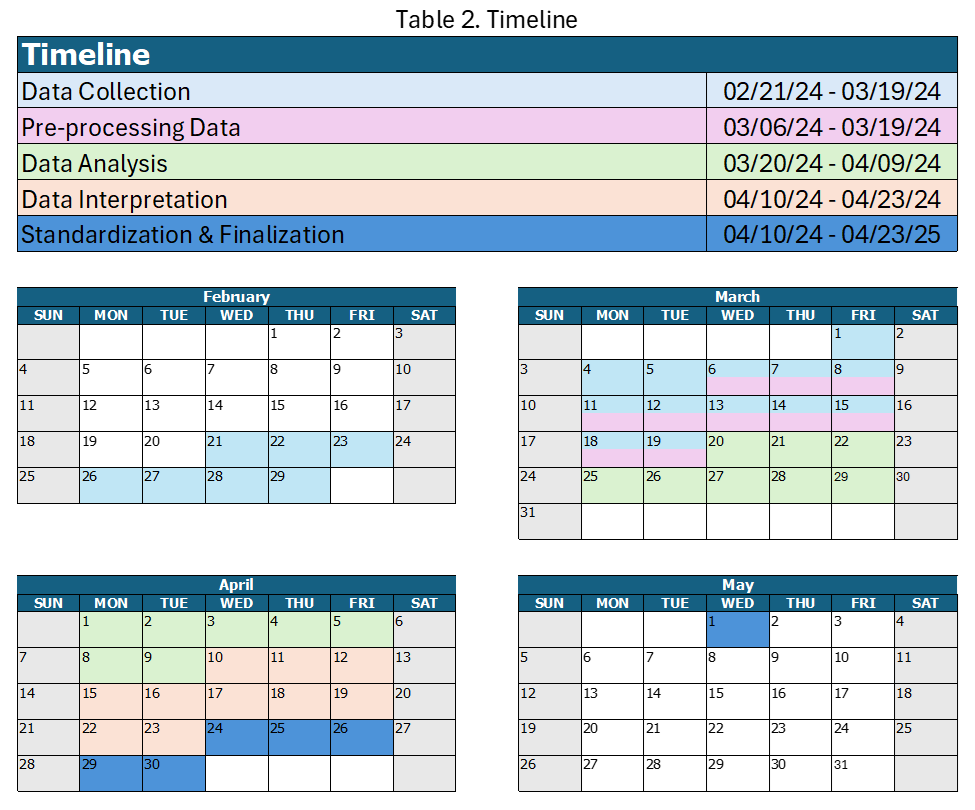 Table 2. Timeline
Timeline
Data Collection 02/21/24 - 03/19/24
Pre-processing Data 03/06/24 - 03/19/24
Data Analysis 03/20/24 - 04/09/24
Data Interpretation 04/10/24 - 04/23/24
Standardization & Finalization 04/10/24 - 04/23/25
February
SUN MON TUE WED THU FRI SAT
1 2 3
4 5 6 7 8 9 10
11 12 13 14 15 16 17
18 19 20 21 22 23 24
25 26 27 28 29
March
SUN MON TUE WED THU FRI SAT
1 2
3 4 5 6 7 8 9
10 11 12 13 14 15 16
17 18 19 20 21 22 23
24 25 26 27 28 29 30
31
April
SUN MON TUE WED THU FRI SAT
1 2 3 4 5 6
7 8 9 10 11 12 13
14 15 16 17 18 19 20
21 22 23 24 25 26 27
28 29 30
May
SUN MON TUE WED THU FRI SAT
1 2 3 4
5 6 7 8 9 10 11
12 13 14 15 16 17 18
19 20 21 22 23 24 25
26 27 28 29 30 31